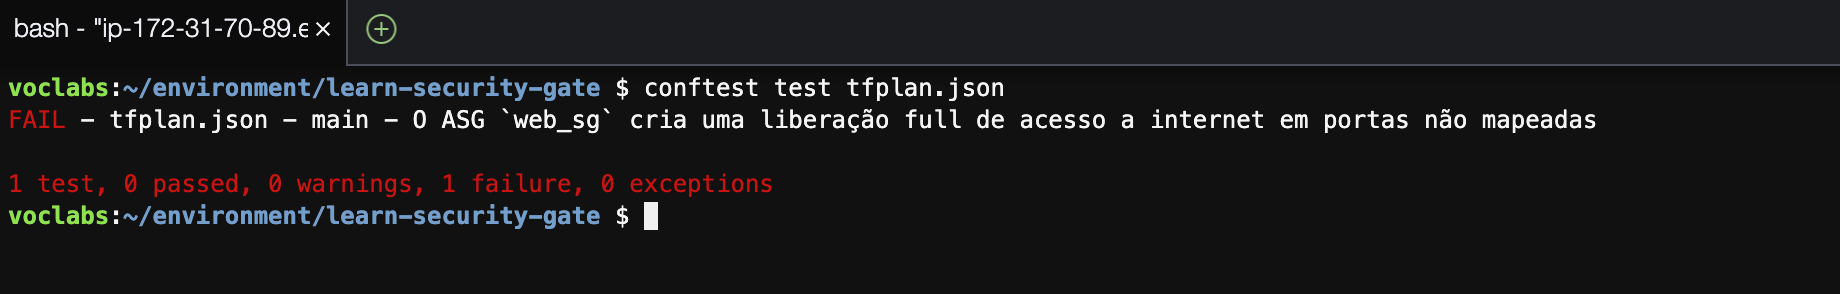 bash - "ip-172-31-70-89.e
voclabs:~/environment/learn-security-gate $ conftest test tfplan.json
FAIL - tfplan.json - main - O ASG `web_sg` cria uma liberação full de acesso a internet em portas não mapeadas
1 test, 0 passed, 0 warnings, 1 failure, 0 exceptions
voclabs:~/environment/learn-security-gate $